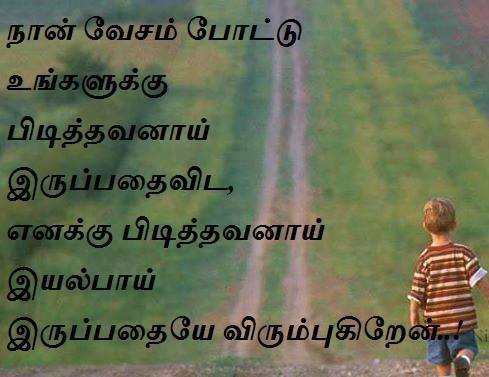 நான் வேசம் போட்டு
உங்களுக்கு
பிடித்தவனாய்
இருப்பதைவிட,
எனக்கு பிடித்தவனாய்
இயல்பாய்
இருப்பதையே விரும்புகிறேன்..!